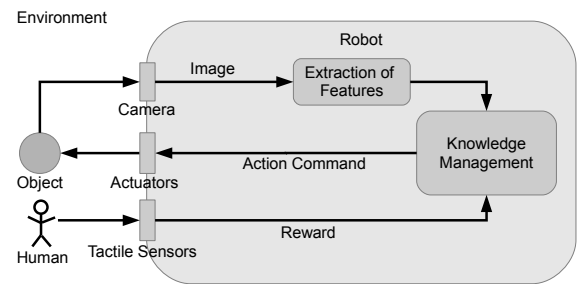 Environment
Robot
Image
Extraction of
Features
Camera
Knowledge
Management
Action Command
Object
Actuators
Human
Tactile Sensors
Reward